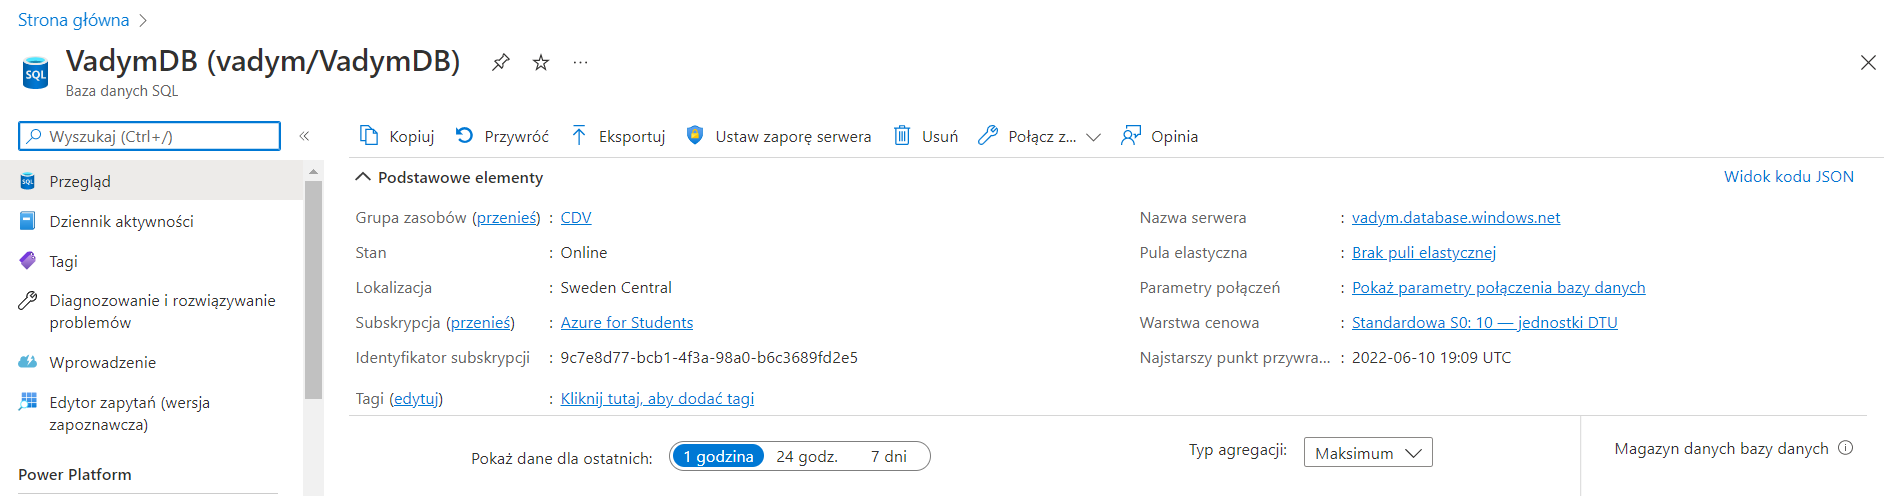 Strona główna
VadymDB (vadym/VadymDB)
Baza danych SQL
Wyszukaj (Ctrl+/)
Przegląd
Dziennik aktywności
Tagi
Diagnozowanie i rozwiązywanie
problemów
Wprowadzenie
Edytor zapytań (wersja
zapoznawcza)
Power Platform
Kopiuj Przywróć Eksportuj Ustaw zaporę serwera Usuń Połącz z... Opinia
Podstawowe elementy
Widok kodu JSON
Grupa zasobów (przenieś) : CDV
Stan : Online
Lokalizacja : Sweden Central
Subskrypcja (przenieś) : Azure for Students
Identyfikator subskrypcji : 9c7e8d77-bcb1-4f3a-98a0-b6c3689fd2e5
Tagi (edytuj) : Kliknij tutaj, aby dodać tagi
Nazwa serwera : vadym.database.windows.net
Pula elastyczna : Brak puli elastycznej
Parametry połączeń : Pokaż parametry połączenia bazy danych
Warstwa cenowa : Standardowa S0: 10 — jednostki DTU
Najstarszy punkt przywra... : 2022-06-10 19:09 UTC
Pokaż dane dla ostatnich: 1 godzina 24 godz. 7 dni
Typ agregacji: Maksimum
Magazyn danych bazy danych